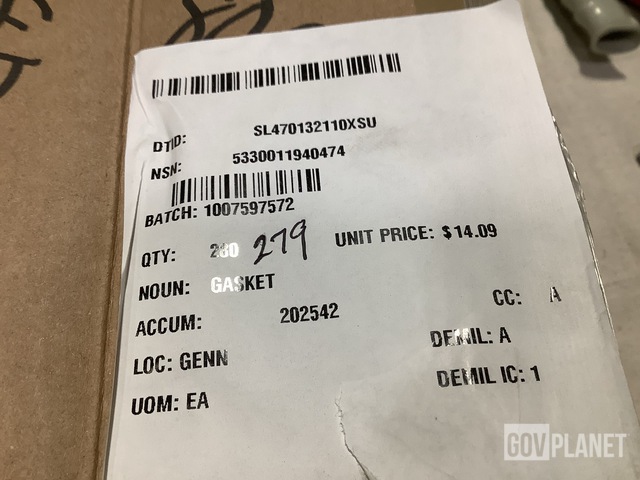 DTID: SL470132110XSU
NSN: 5330011940474
BATCH: 1007597572
QTY: 280 279 UNIT PRICE: $14.09
NOUN: GASKET
CC: A
ACCUM: 202542
DEMIL: A
LOC: GENN
DEMIL IC: 1
UOM: EA
GOVPLANET